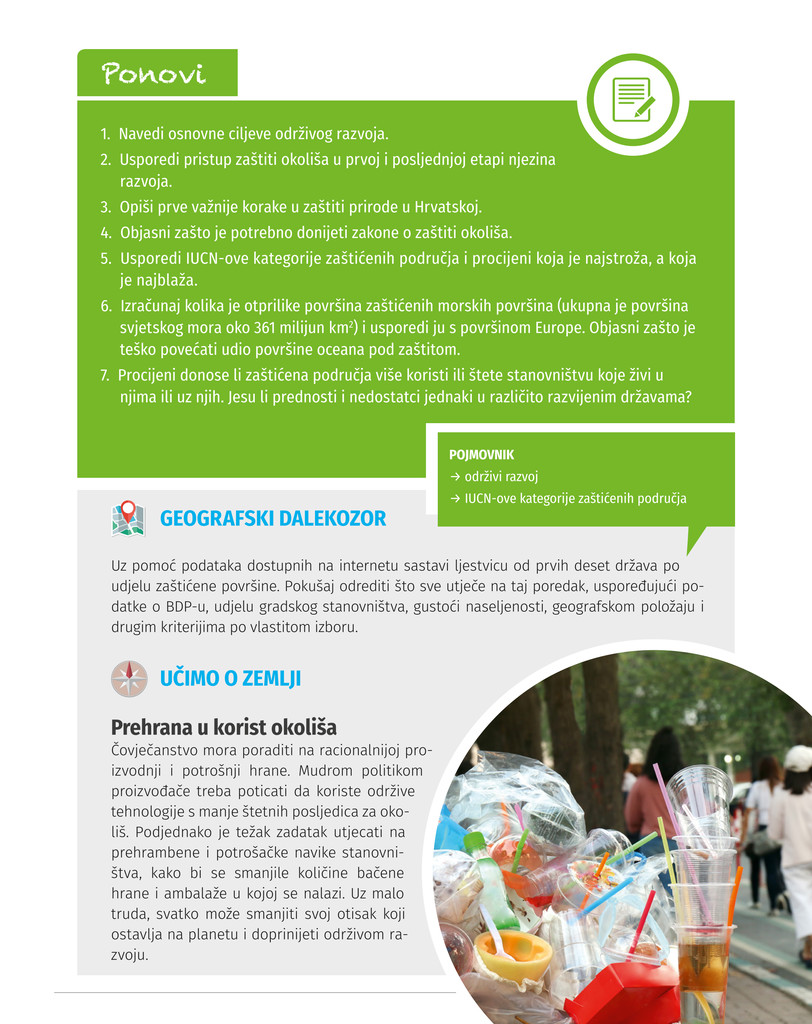 Ponovi
1. Navedi osnovne ciljeve održivog razvoja.
2. Usporedi pristup zaštiti okoliša u prvoj i posljednjoj etapi njezina
razvoja.
3. Opiši prve važnije korake u zaštiti prirode u Hrvatskoj.
4. Objasni zašto je potrebno donijeti zakone o zaštiti okoliša.
5. Usporedi IUCN-ove kategorije zaštićenih područja i procijeni koja je najstroža, a koja
je najblaža.
6. Izračunaj kolika je otprilike površina zaštićenih morskih površina (ukupna je površina
svjetskog mora oko 361 milijun km²) i usporedi ju s površinom Europe. Objasni zašto je
teško povećati udio površine oceana pod zaštitom.
7. Procijeni donose li zaštićena područja više koristi ili štete stanovništvu koje živi u
njima ili uz njih. Jesu li prednosti i nedostatci jednaki u različito razvijenim državama?
POJMOVNIK
→ održivi razvoj
→ IUCN-ove kategorije zaštićenih područja
GEOGRAFSKI DALEKOZOR
Uz pomoć podataka dostupnih na internetu sastavi ljestvicu od prvih deset država po
udjelu zaštićene površine. Pokušaj odrediti što sve utječe na taj poredak, uspoređujući po-
datke o BDP-u, udjelu gradskog stanovništva, gustoći naseljenosti, geografskom položaju i
drugim kriterijima po vlastitom izboru.
UČIMO O ZEMLJI
Prehrana u korist okoliša
Čovječanstvo mora poraditi na racionalnijoj pro-
izvodnji i potrošnji hrane. Mudrom politikom
proizvođače treba poticati da koriste održive
tehnologije s manje štetnih posljedica za oko-
liš. Podjednako je težak zadatak utjecati na
prehrambene i potrošačke navike stanovni-
štva, kako bi se smanjile količine bačene
hrane i ambalaže u kojoj se nalazi. Uz malo
truda, svatko može smanjiti svoj otisak koji
ostavlja na planetu i doprinijeti održivom ra-
zvoju.